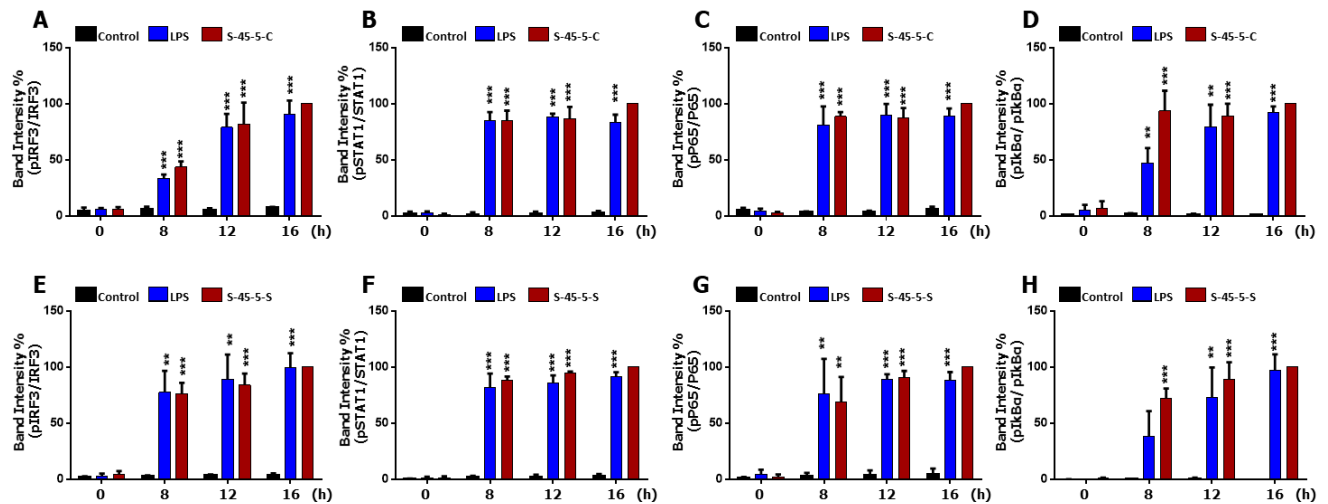 A
Control LPS S-45-5-C
Band Intensity %
(pIRF3/IRF3)
150
100
50
0
*** *** *** *** ***
0 8 12 16 (h)
B
Control LPS S-45-5-C
Band Intensity %
(pSTAT1/STAT1)
150
100
50
0
*** *** *** *** ***
0 8 12 16 (h)
C
Control LPS S-45-5-C
Band Intensity %
(pP65/P65)
150
100
50
0
*** *** *** *** ***
0 8 12 16 (h)
D
Control LPS S-45-5-C
Band Intensity %
(pIkBα/ pIkBα)
150
100
50
0
** *** ** *** ***
0 8 12 16 (h)
E
Control LPS S-45-5-S
Band Intensity %
(pIRF3/IRF3)
150
100
50
0
** *** ** *** ***
0 8 12 16 (h)
F
Control LPS S-45-5-S
Band Intensity %
(pSTAT1/STAT1)
150
100
50
0
*** *** *** *** ***
0 8 12 16 (h)
G
Control LPS S-45-5-S
Band Intensity %
(pP65/P65)
150
100
50
0
** ** *** *** ***
0 8 12 16 (h)
H
Control LPS S-45-5-S
Band Intensity %
(pIkBα/ pIkBα)
150
100
50
0
*** ** *** ***
0 8 12 16 (h)